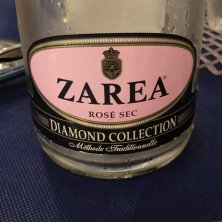 ZAREA
ROSÉ SEC
DIAMOND COLLECTION
Méthode Traditionnelle